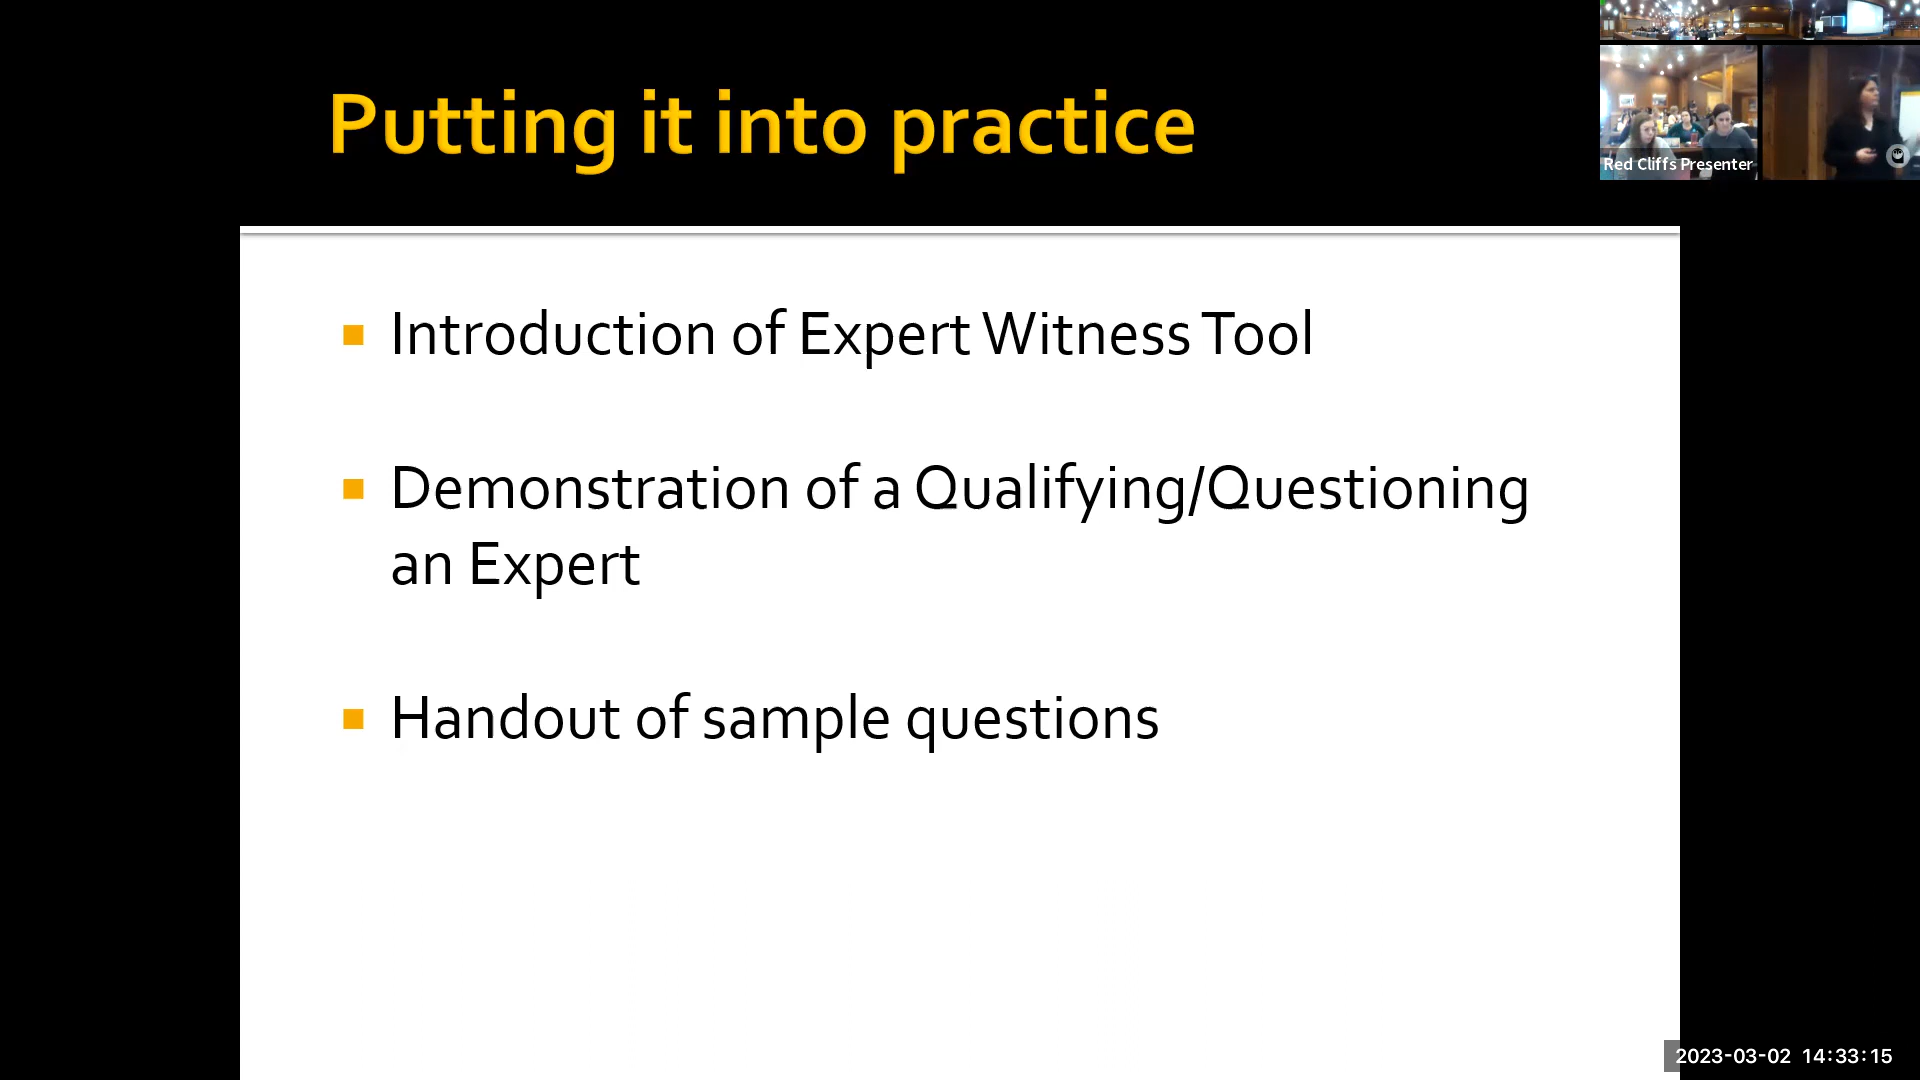 Putting it into practice
Red Cliffs Presenter
Introduction of Expert Witness Tool
Demonstration of a Qualifying/Questioning
an Expert
Handout of sample questions
2023-03-02 14:33:15